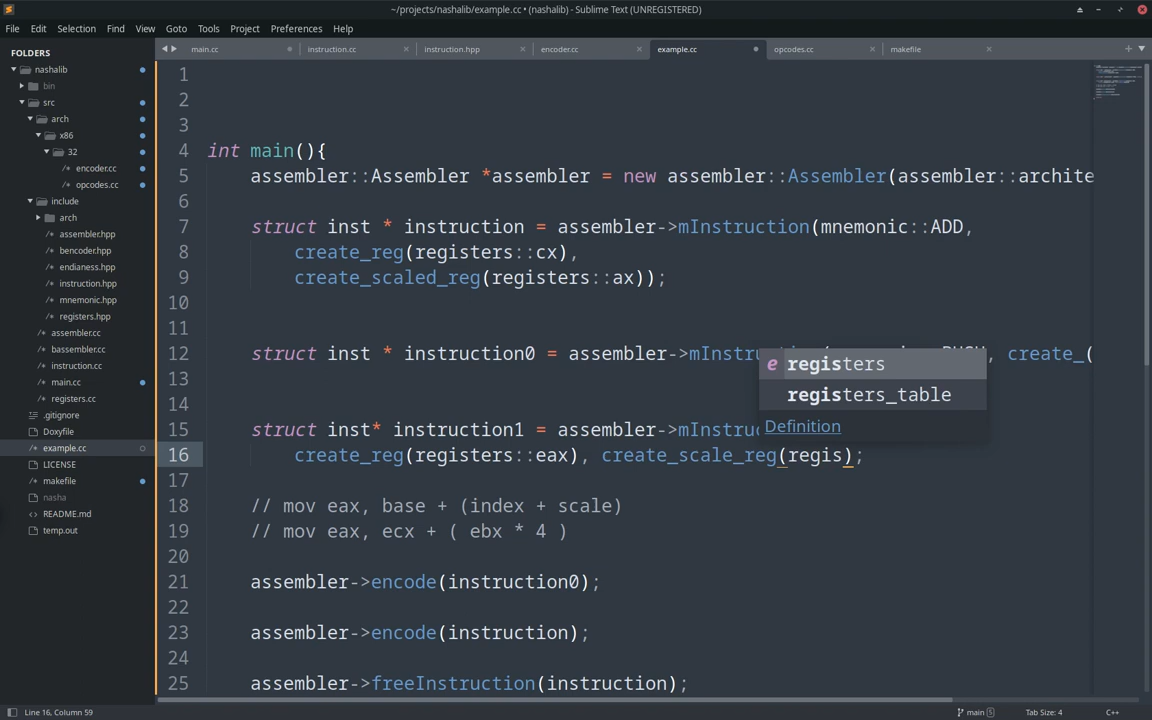 ~/projects/nashalib/example.cc • (nashalib) - Sublime Text (UNREGISTERED)
File Edit Selection Find View Goto Tools Project Preferences Help
FOLDERS
nashalib
bin
src
arch
x86
32
encoder.cc
opcodes.cc
include
arch
assembler.hpp
bencoder.hpp
endianess.hpp
instruction.hpp
mnemonic.hpp
registers.hpp
assembler.cc
bassembler.cc
instruction.cc
main.cc
registers.cc
.gitignore
Doxyfile
example.cc
LICENSE
makefile
nasha
README.md
temp.out
main.cc instruction.cc instruction.hpp encoder.cc example.cc opcodes.cc makefile
1
2
3
4 int main(){
5 assembler::Assembler *assembler = new assembler::Assembler(assembler::archite
6
7 struct inst * instruction = assembler->mInstruction(mnemonic::ADD,
8 create_reg(registers::cx),
9 create_scaled_reg(registers::ax));
10
11
12 struct inst * instruction0 = assembler->mInstru create_(
13
14
15 struct inst* instruction1 = assembler->mInstruc
16 create_reg(registers::eax), create_scale_reg(regis);
17
18 // mov eax, base + (index + scale)
19 // mov eax, ecx + ( ebx * 4 )
20
21 assembler->encode(instruction0);
22
23 assembler->encode(instruction);
24
25 assembler->freeInstruction(instruction);
e registers
registers_table
Definition
Line 16, Column 59 main 5 Tab Size: 4 C++